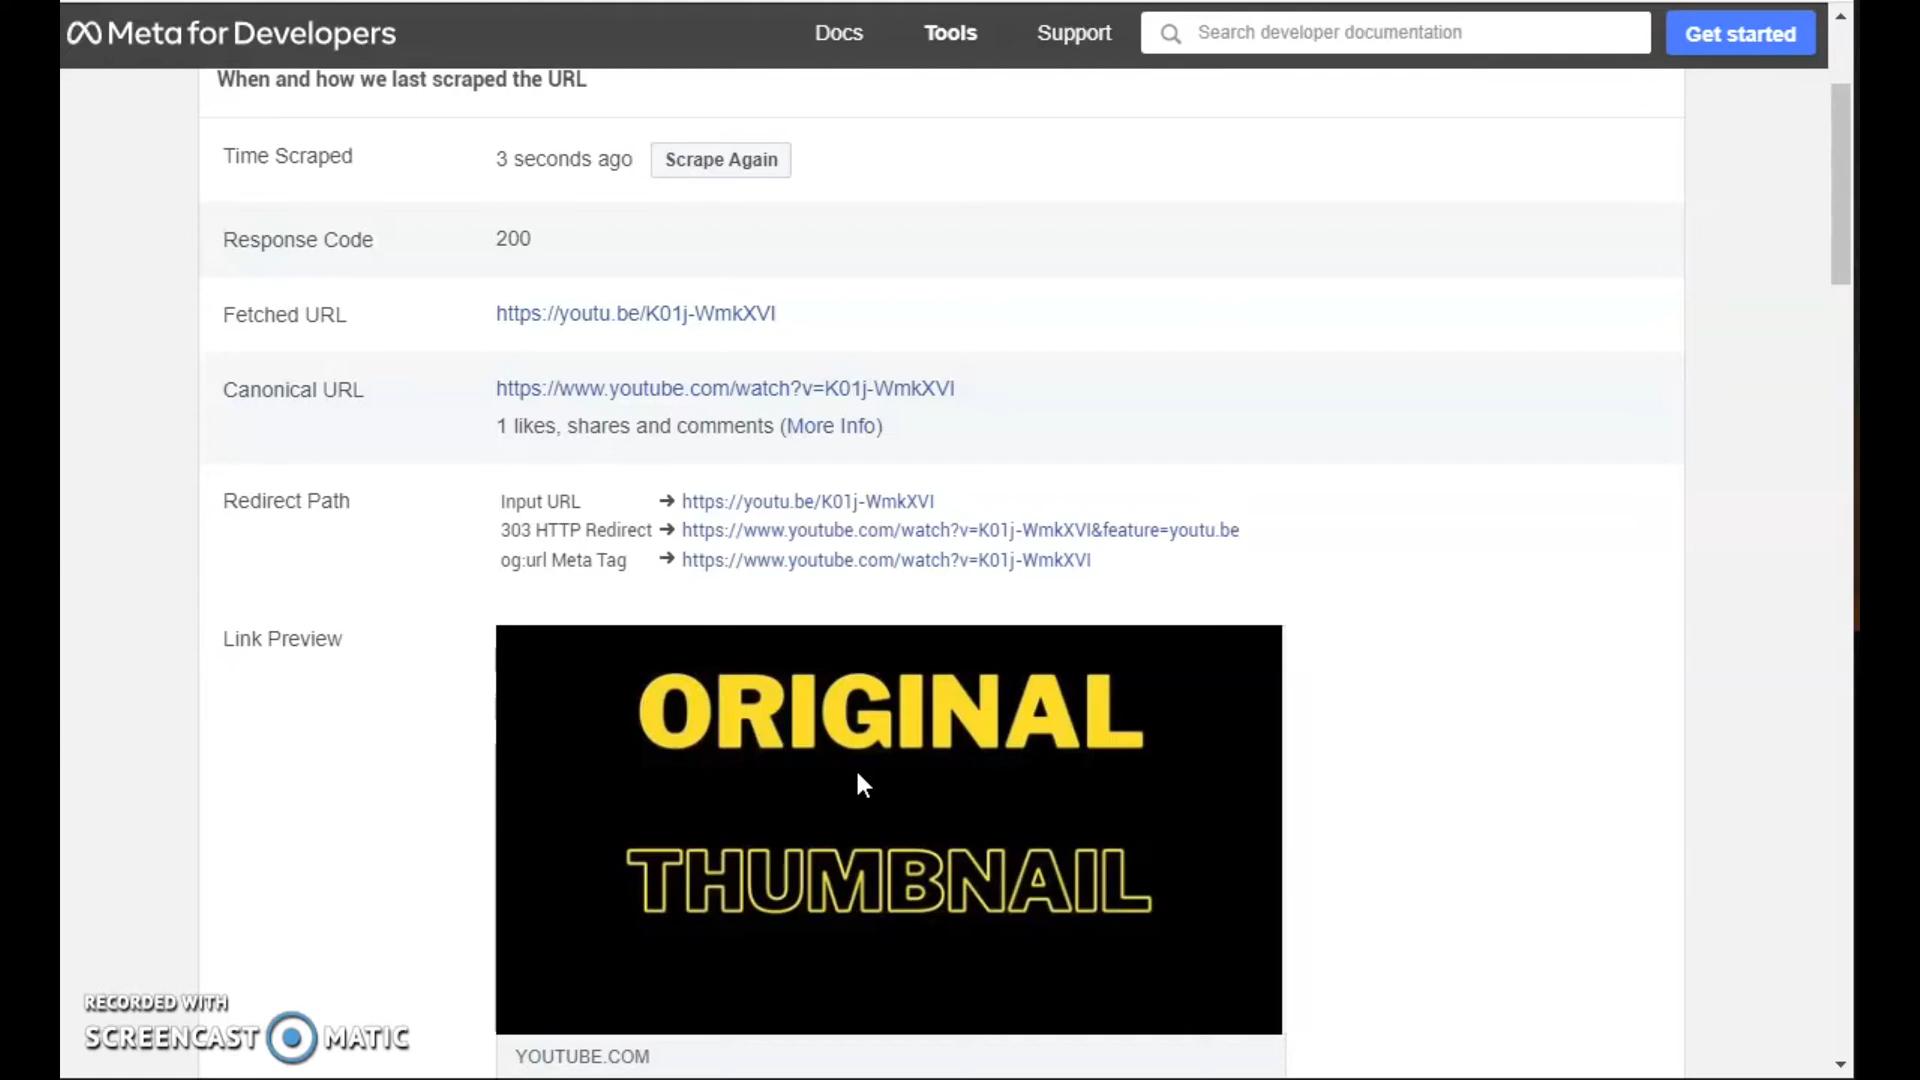 Meta for Developers
Docs
Tools
Support
Search developer documentation
Get started
When and how we last scraped the URL
Time Scraped
3 seconds ago
Scrape Again
Response Code
200
Fetched URL
https://youtu.be/K01j-WmkXVI
Canonical URL
https://www.youtube.com/watch?v=K01j-WmkXVI
1 likes, shares and comments (More Info)
Redirect Path
Input URL → https://youtu.be/K01j-WmkXVI
303 HTTP Redirect → https://www.youtube.com/watch?v=K01j-WmkXVI&feature=youtu.be
og:url Meta Tag → https://www.youtube.com/watch?v=K01j-WmkXVI
Link Preview
ORIGINAL
THUMBNAIL
YOUTUBE.COM
RECORDED WITH
SCREENCAST MATIC